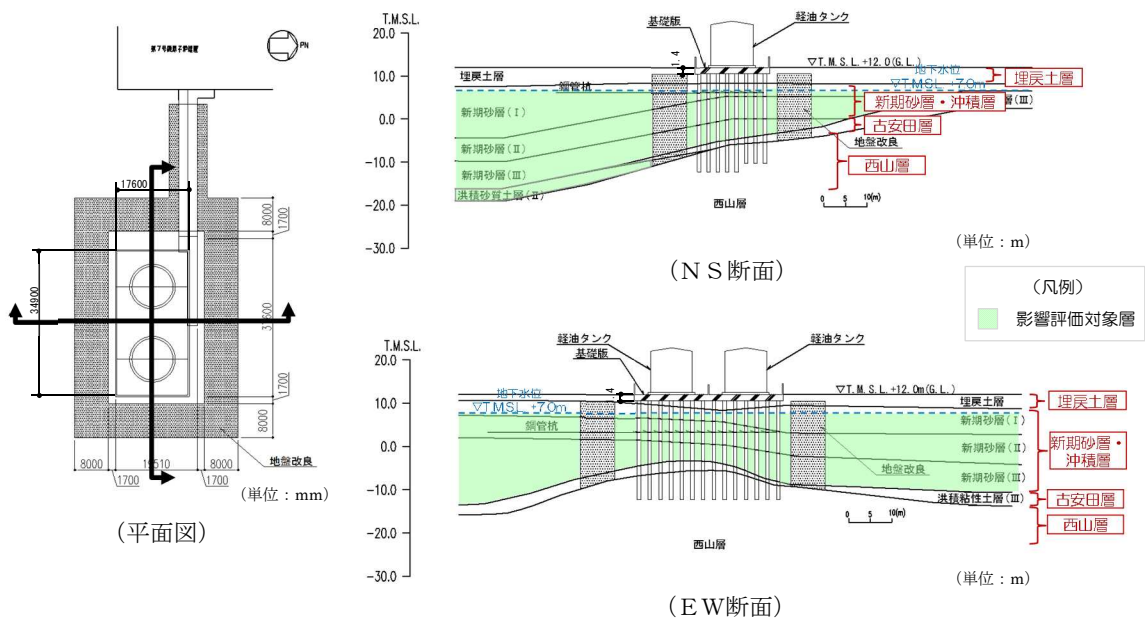 第7号機原子炉建屋
PN
17600
34900
8000
1700
37600
1700
8000
地盤改良
8000
19510
8000
1700
1700
(単位:mm)
(平面図)
T.M.S.L.
20.0
10.0
0.0
-10.0
-20.0
-30.0
基礎版
軽油タンク
1.4
▽T.M.S.L.+12.0(G.L.)
地下水位
▽T.M.S.L.+7.0m
埋戻土層
鋼管杭
新期砂層(Ⅰ)
新期砂層(Ⅱ)
新期砂層(Ⅲ)
洪積砂質土層(Ⅱ)
西山層
地盤改良
埋戻土層
新期砂層・沖積層
層(Ⅲ)
古安田層
西山層
0 5 10(m)
(単位:m)
(NS断面)
(凡例)
影響評価対象層
T.M.S.L.
20.0
10.0
0.0
-10.0
-20.0
-30.0
軽油タンク
基礎版
軽油タンク
地下水位
▽T.M.S.L.+7.0m
▽T.M.S.L.+12.0m(G.L.)
鋼管杭
埋戻土層
新期砂層(Ⅰ)
新期砂層(Ⅱ)
地盤改良
新期砂層(Ⅲ)
洪積粘性土層(Ⅲ)
西山層
埋戻土層
新期砂層・
沖積層
古安田層
西山層
0 5 10(m)
(単位:m)
(EW断面)